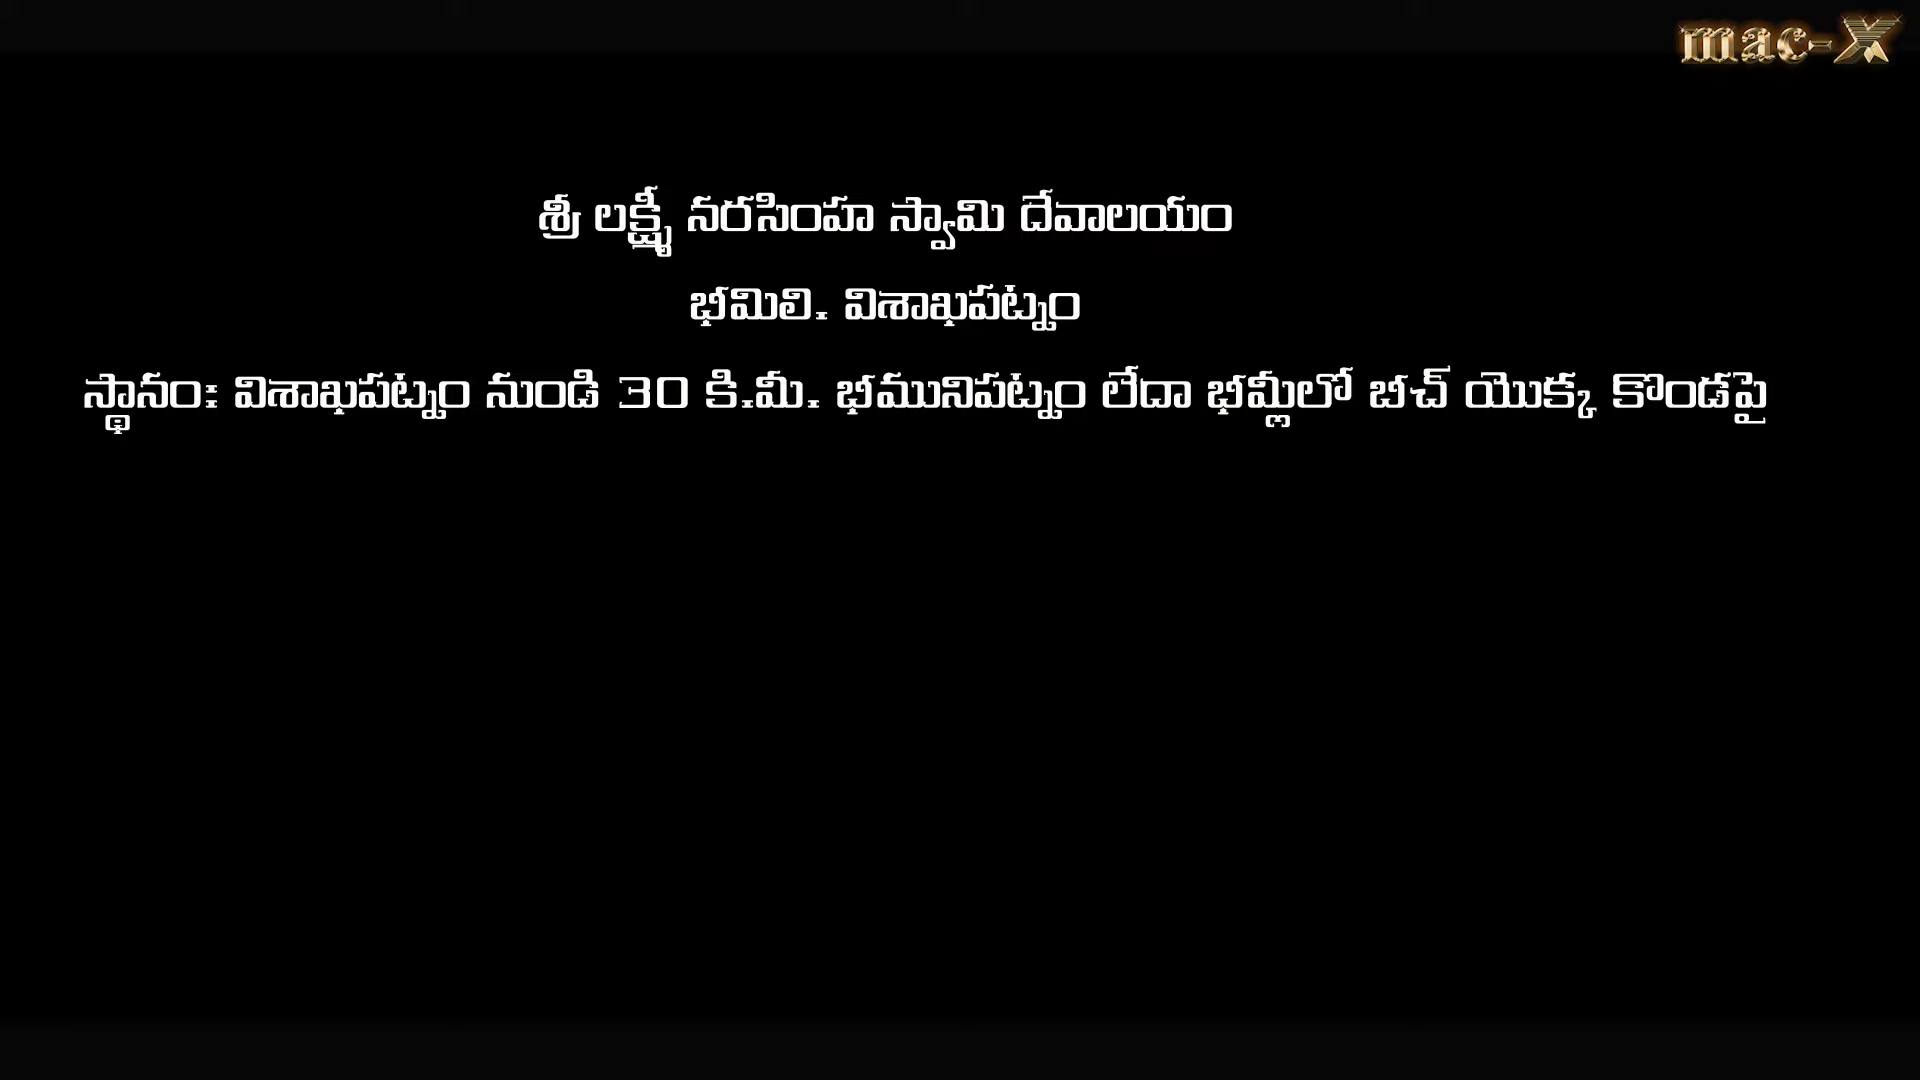 mac-X
శ్రీ లక్ష్మీ నరసింహ స్వామి దేవాలయం
భీమిలి. విశాఖపట్నం
స్థానం: విశాఖపట్నం నుండి 30 కి.మీ. భీమునిపట్నం లేదా భీమ్లీలో బీచ్ యొక్క కొండపై